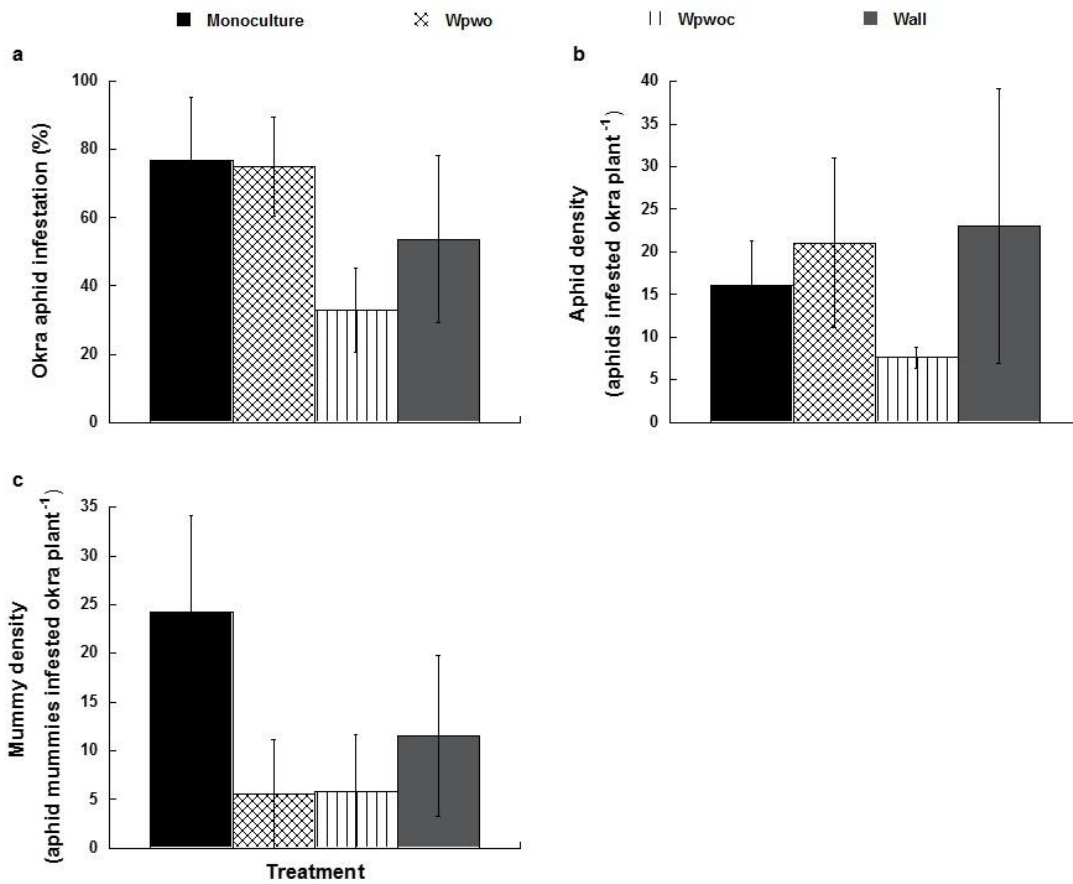 Monoculture Wpwo Wpwoc Wall
a
Okra aphid infestation (%)
100
80
60
40
20
0
b
Aphid density
(aphids infested okra plant⁻¹)
40
35
30
25
20
15
10
5
0
c
Mummy density
(aphid mummies infested okra plant⁻¹)
35
30
25
20
15
10
5
0
Treatment